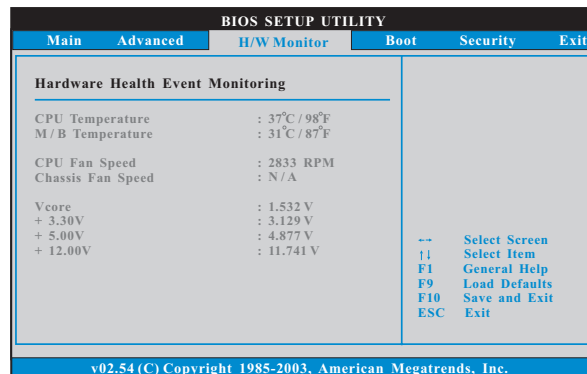 BIOS SETUP UTILITY
Main Advanced H/W Monitor Boot Security Exit
Hardware Health Event Monitoring
CPU Temperature : 37°C / 98°F
M / B Temperature : 31°C / 87°F
CPU Fan Speed : 2833 RPM
Chassis Fan Speed : N / A
Vcore : 1.532 V
+ 3.30V : 3.129 V
+ 5.00V : 4.877 V
+ 12.00V : 11.741 V
←→ Select Screen
↑↓ Select Item
F1 General Help
F9 Load Defaults
F10 Save and Exit
ESC Exit
v02.54 (C) Copyright 1985-2003, American Megatrends, Inc.